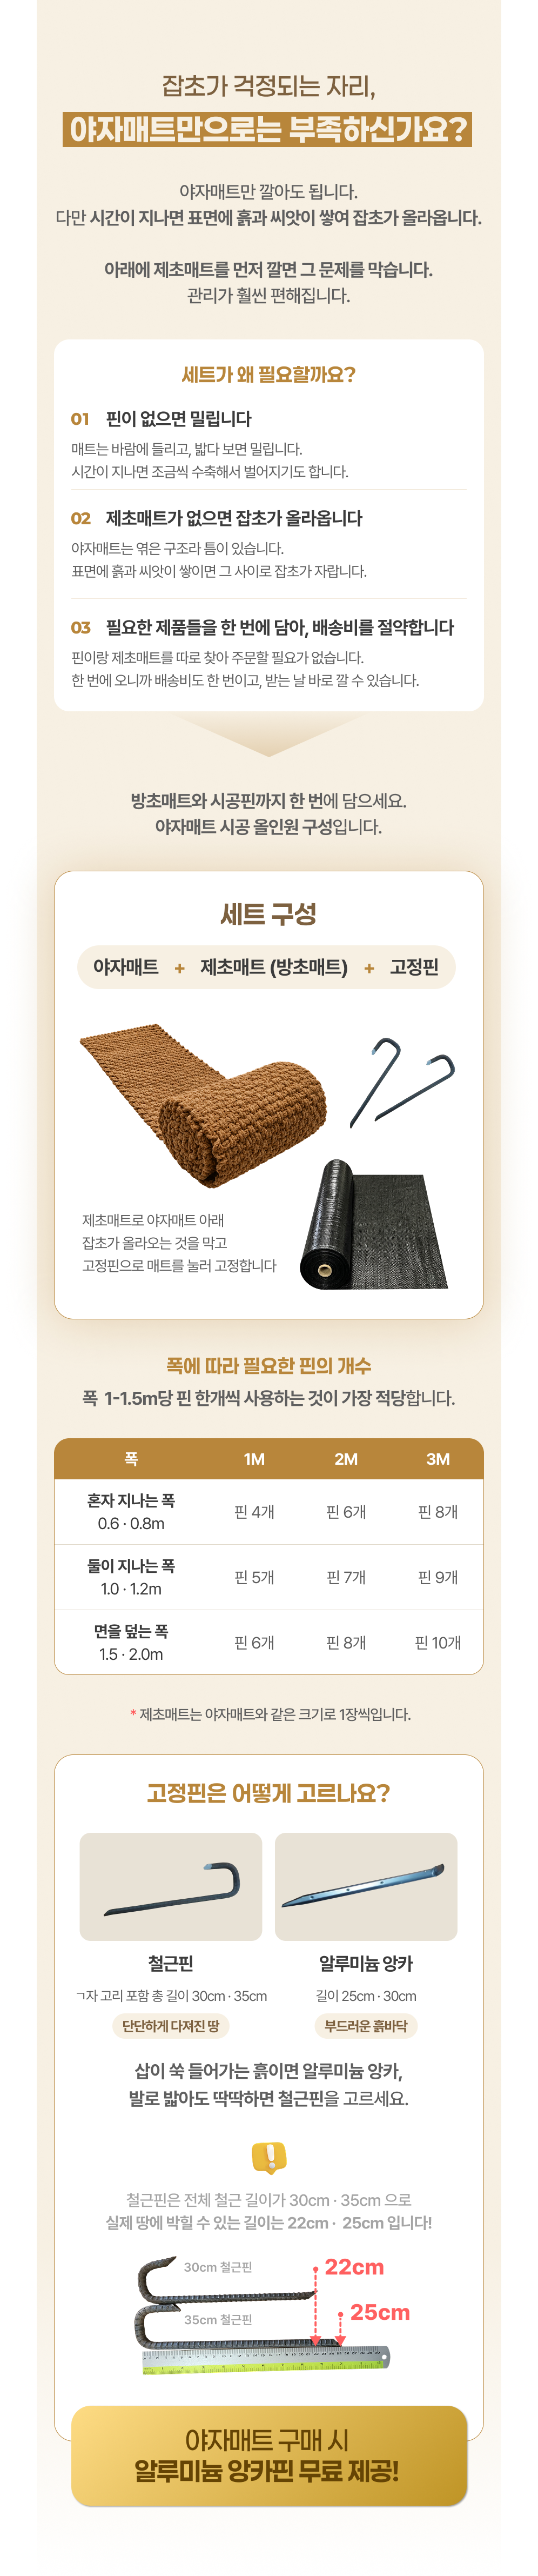 잡초가 걱정되는 자리,
야자매트만으로는 부족하신가요?
야자매트만 깔아도 됩니다.
다만 시간이 지나면 표면에 흙과 씨앗이 쌓여 잡초가 올라옵니다.
아래에 제초매트를 먼저 깔면 그 문제를 막습니다.
관리가 훨씬 편해집니다.
세트가 왜 필요할까요?
01 핀이 없으면 밀립니다
매트는 바람에 들리고, 밟다 보면 밀립니다.
시간이 지나면 조금씩 수축해서 벌어지기도 합니다.
02 제초매트가 없으면 잡초가 올라옵니다
야자매트는 엮은 구조라 틈이 있습니다.
표면에 흙과 씨앗이 쌓이면 그 사이로 잡초가 자랍니다.
03 필요한 제품들을 한 번에 담아, 배송비를 절약합니다
핀이랑 제초매트를 따로 찾아 주문할 필요가 없습니다.
한 번에 오니까 배송비도 한 번이고, 받는 날 바로 깔 수 있습니다.
방초매트와 시공핀까지 한 번에 담으세요.
야자매트 시공 올인원 구성입니다.
세트 구성
야자매트 + 제초매트 (방초매트) + 고정핀
제초매트로 야자매트 아래
잡초가 올라오는 것을 막고
고정핀으로 매트를 눌러 고정합니다
폭에 따라 필요한 핀의 개수
폭 1-1.5m당 핀 한개씩 사용하는 것이 가장 적당합니다.
폭 1M 2M 3M
혼자 지나는 폭
0.6 · 0.8m
핀 4개 핀 6개 핀 8개
둘이 지나는 폭
1.0 · 1.2m
핀 5개 핀 7개 핀 9개
면을 덮는 폭
1.5 · 2.0m
핀 6개 핀 8개 핀 10개
* 제초매트는 야자매트와 같은 크기로 1장씩입니다.
고정핀은 어떻게 고르나요?
철근핀
ㄱ자 고리 포함 총 길이 30cm · 35cm
단단하게 다져진 땅
알루미늄 앙카
길이 25cm · 30cm
부드러운 흙바닥
삽이 쑥 들어가는 흙이면 알루미늄 앙카,
발로 밟아도 딱딱하면 철근핀을 고르세요.
철근핀은 전체 철근 길이가 30cm · 35cm 으로
실제 땅에 박힐 수 있는 길이는 22cm · 25cm 입니다!
30cm 철근핀
22cm
35cm 철근핀
25cm
야자매트 구매 시
알루미늄 앙카핀 무료 제공!